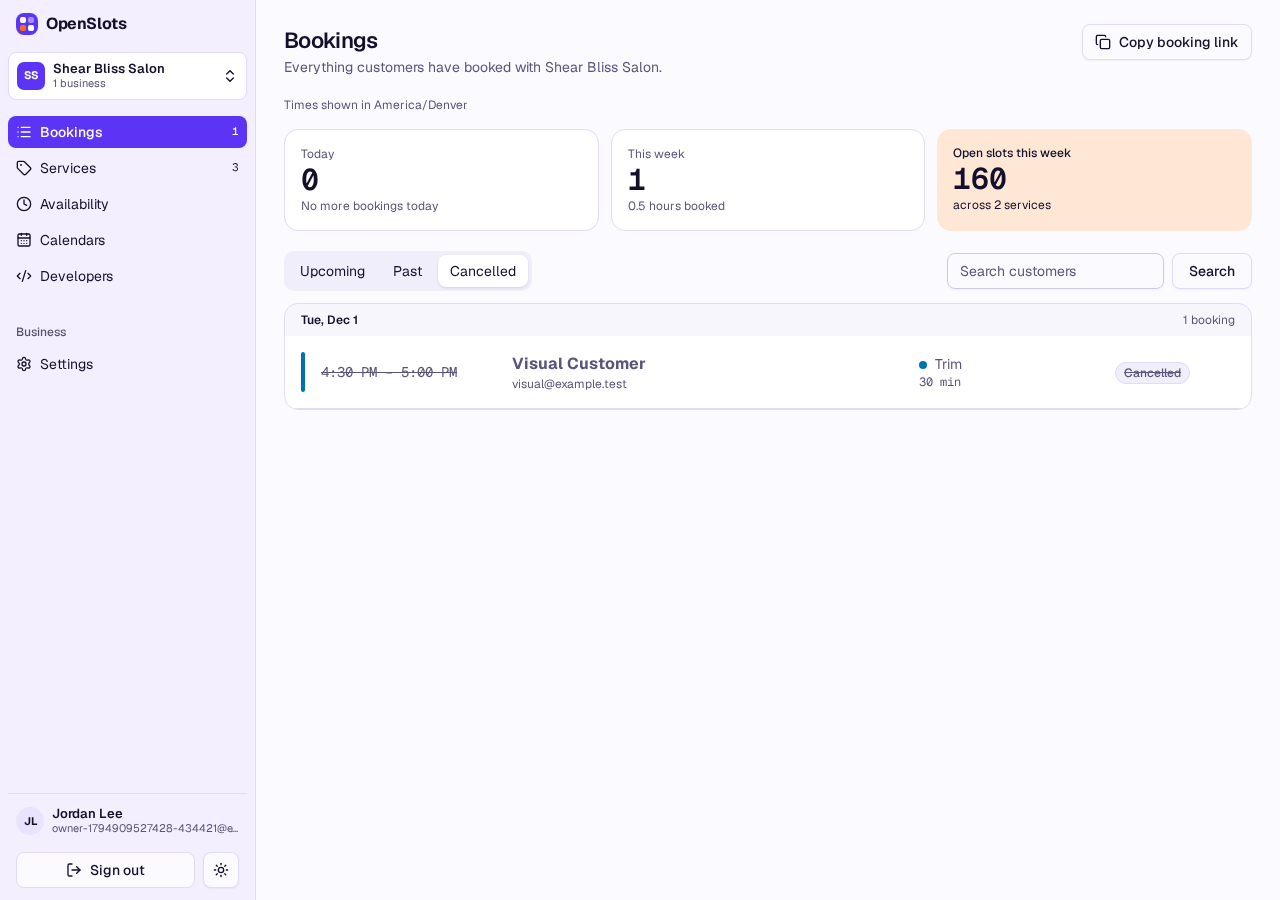 OpenSlots
SS
Shear Bliss Salon
1 business
Bookings 1
Services 3
Availability
Calendars
Developers
Business
Settings
JL
Jordan Lee
owner-1794909527428-434421@e...
Sign out
Bookings
Everything customers have booked with Shear Bliss Salon.
Copy booking link
Times shown in America/Denver
Today
0
No more bookings today
This week
1
0.5 hours booked
Open slots this week
160
across 2 services
Upcoming Past Cancelled
Search customers Search
Tue, Dec 1 1 booking
4:30 PM - 5:00 PM
Visual Customer
visual@example.test
Trim
30 min
Cancelled